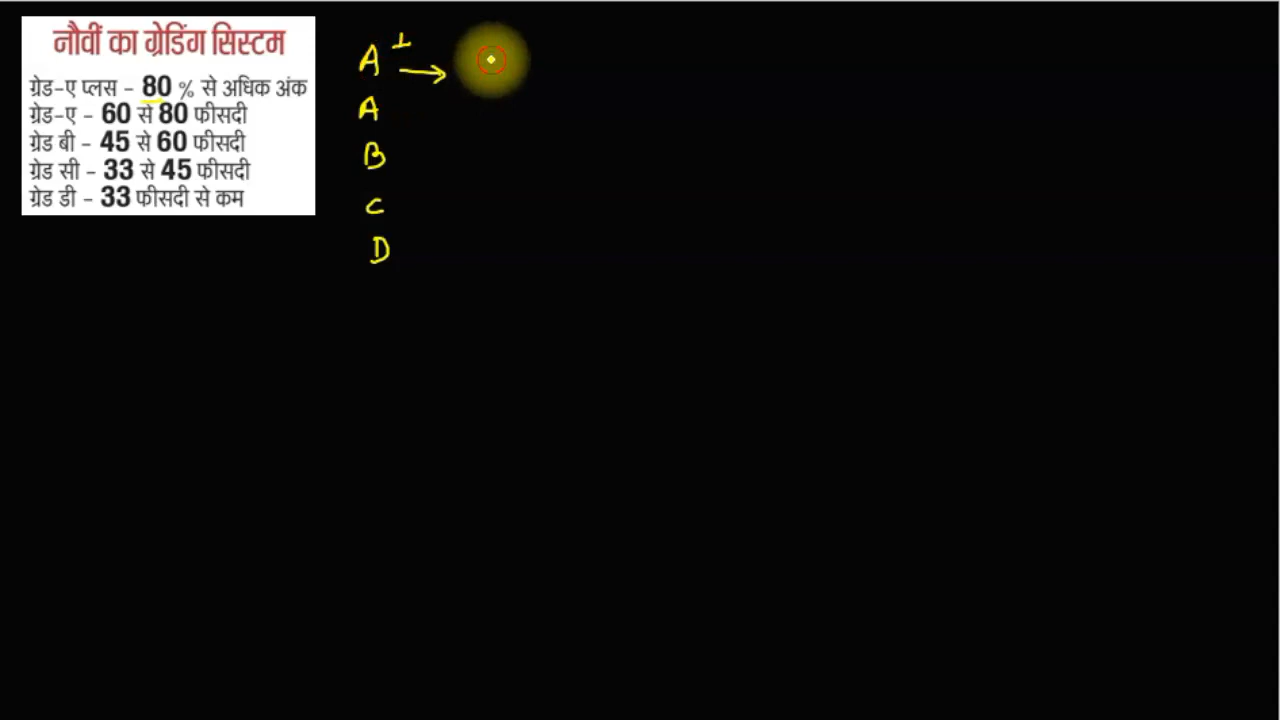 नौवीं का ग्रेडिंग सिस्टम
ग्रेड-ए प्लस - 80 % से अधिक अंक
ग्रेड-ए - 60 से 80 फीसदी
ग्रेड बी - 45 से 60 फीसदी
ग्रेड सी - 33 से 45 फीसदी
ग्रेड डी - 33 फीसदी से कम
A+ →
A
B
C
D